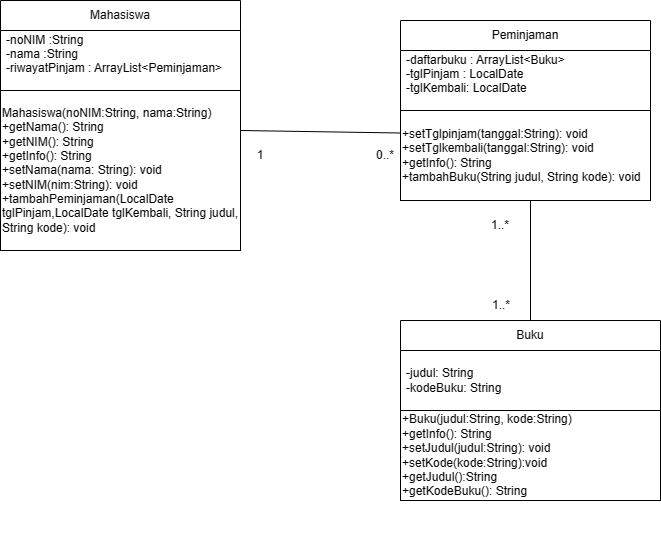 Mahasiswa
-noNIM :String
-nama :String
-riwayatPinjam : ArrayList<Peminjaman>
Mahasiswa(noNIM:String, nama:String)
+getNama(): String
+getNIM(): String
+getInfo(): String
+setNama(nama: String): void
+setNIM(nim:String): void
+tambahPeminjaman(LocalDate
tglPinjam,LocalDate tglKembali, String judul,
String kode): void
1
0..*
Peminjaman
-daftarbuku : ArrayList<Buku>
-tglPinjam : LocalDate
-tglKembali: LocalDate
+setTglpinjam(tanggal:String): void
+setTglkembali(tanggal:String): void
+getInfo(): String
+tambahBuku(String judul, String kode): void
1..*
1..*
Buku
-judul: String
-kodeBuku: String
+Buku(judul:String, kode:String)
+getInfo(): String
+setJudul(judul:String): void
+setKode(kode:String):void
+getJudul():String
+getKodeBuku(): String